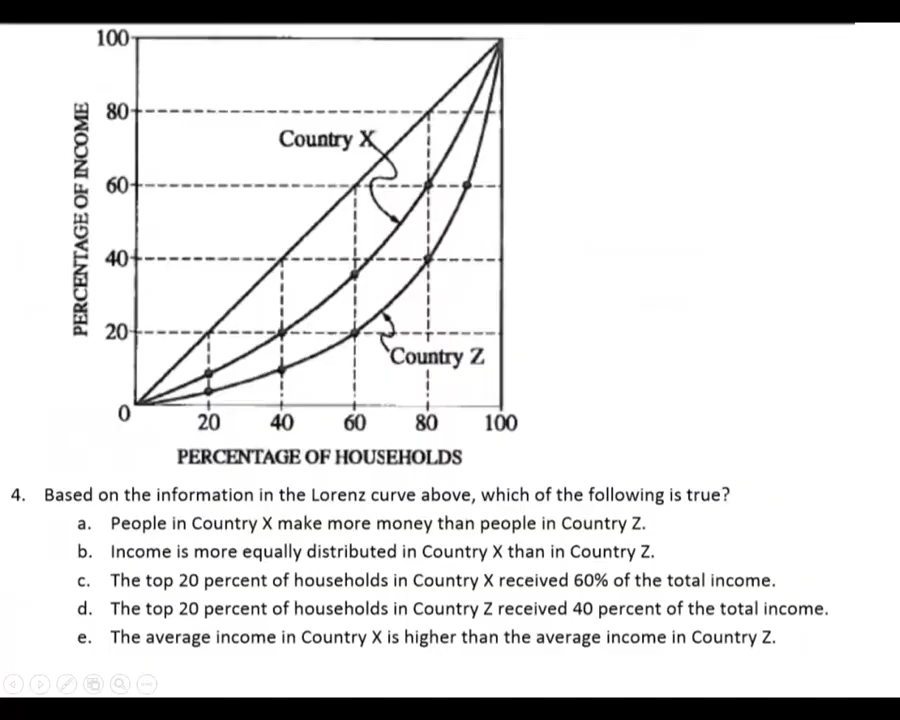 100
80
60
40
20
0
PERCENTAGE OF INCOME
Country X
Country Z
20 40 60 80 100
PERCENTAGE OF HOUSEHOLDS
4. Based on the information in the Lorenz curve above, which of the following is true?
a. People in Country X make more money than people in Country Z.
b. Income is more equally distributed in Country X than in Country Z.
c. The top 20 percent of households in Country X received 60% of the total income.
d. The top 20 percent of households in Country Z received 40 percent of the total income.
e. The average income in Country X is higher than the average income in Country Z.